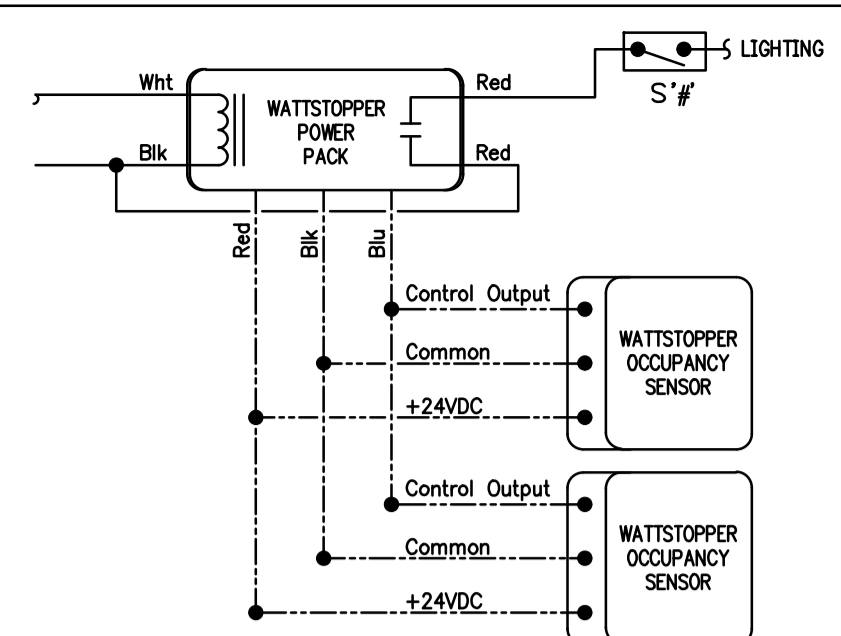 LIGHTING
S'#'
Wht
Red
WATTSTOPPER
POWER
PACK
Blk
Red
Red
Blk
Blu
Control Output
Common
+24VDC
WATTSTOPPER
OCCUPANCY
SENSOR
Control Output
Common
+24VDC
WATTSTOPPER
OCCUPANCY
SENSOR